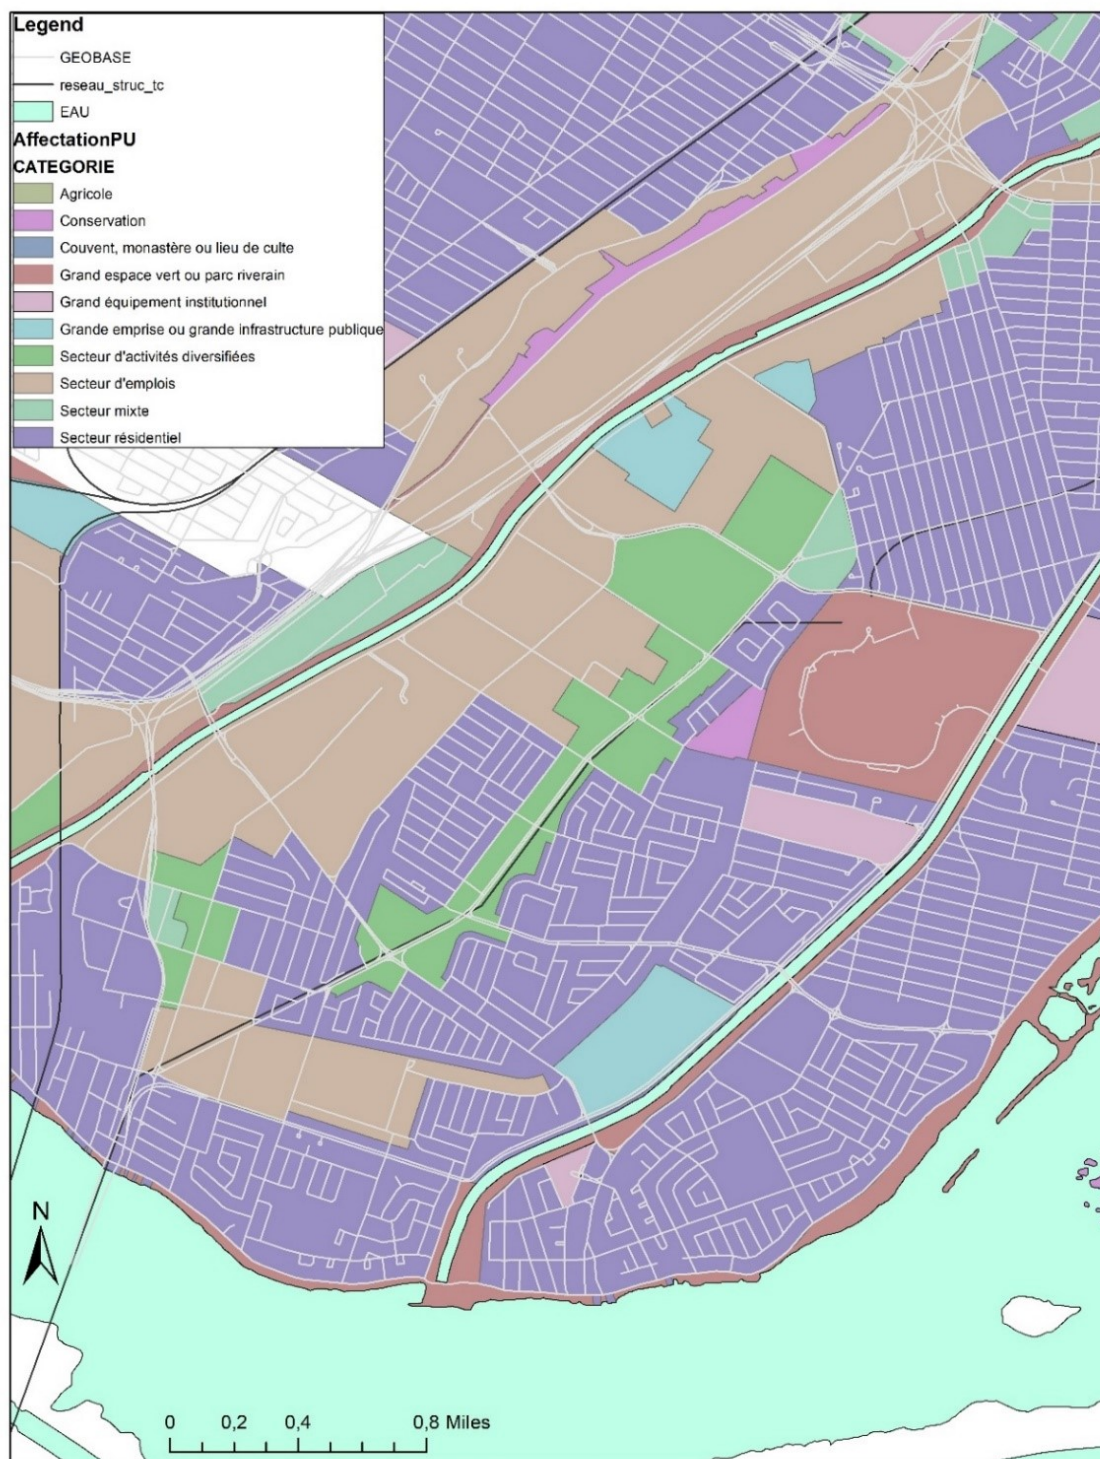 Legend
GEOBASE
reseau_struc_tc
EAU
AffectationPU
CATEGORIE
Agricole
Conservation
Couvent, monastère ou lieu de culte
Grand espace vert ou parc riverain
Grand équipement institutionnel
Grande emprise ou grande infrastructure publique
Secteur d'activités diversifiées
Secteur d'emplois
Secteur mixte
Secteur résidentiel
N
0 0,2 0,4 0,8 Miles